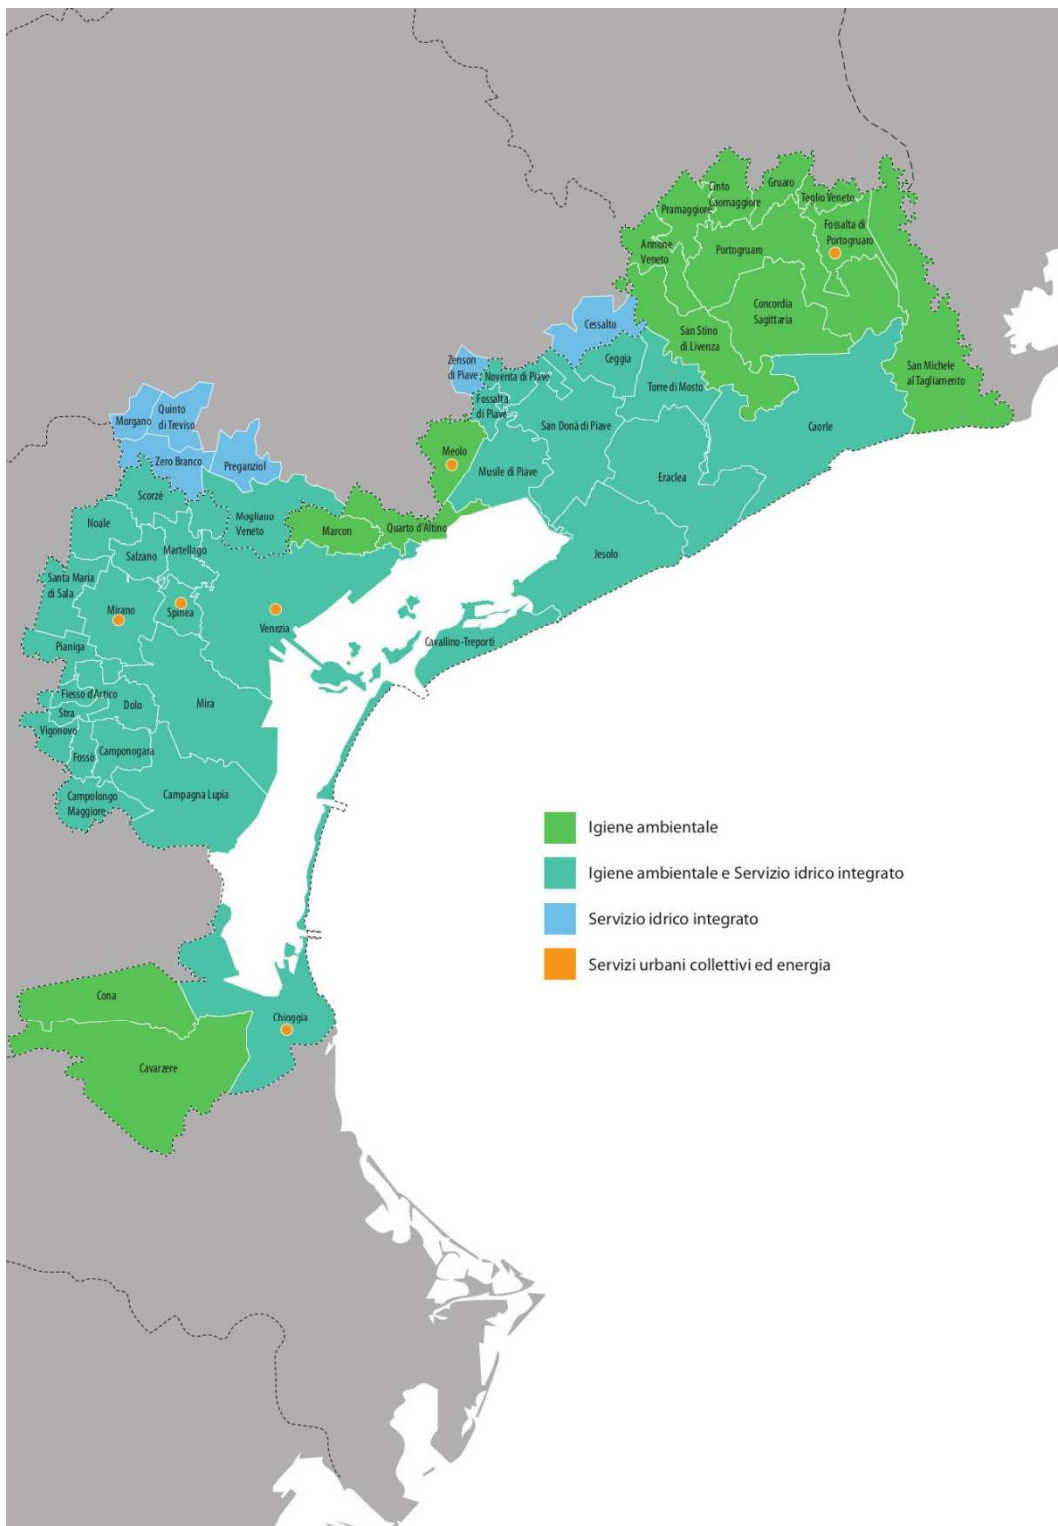 Cinto
Caomaggiore
Gruaro
Teglio Veneto
Pramaggiore
Fossalta di
Portogruaro
Annone
Veneto
Portogruaro
Concordia
Sagittaria
Cessalto
San Stino
di Livenza
Ceggia
San Michele
al Tagliamento
Zenson
di Piave
Noventa di Piave
Torre di Mosto
Fossalta
di Piave
San Donà di Piave
Caorle
Morgano
Quinto
di Treviso
Meolo
Zero Branco
Preganziol
Musile di Piave
Eraclea
Scorzè
Noale
Mogliano
Veneto
Marcon
Quarto d'Altino
Salzano
Martellago
Jesolo
Santa Maria
di Sala
Mirano
Spinea
Venezia
Cavallino-Treporti
Pianiga
Fiesso d'Artico
Dolo
Mira
Stra
Vigonovo
Fossò
Camponogara
Campolongo
Maggiore
Campagna Lupia
Igiene ambientale
Igiene ambientale e Servizio idrico integrato
Servizio idrico integrato
Servizi urbani collettivi ed energia
Cona
Chioggia
Cavarzere